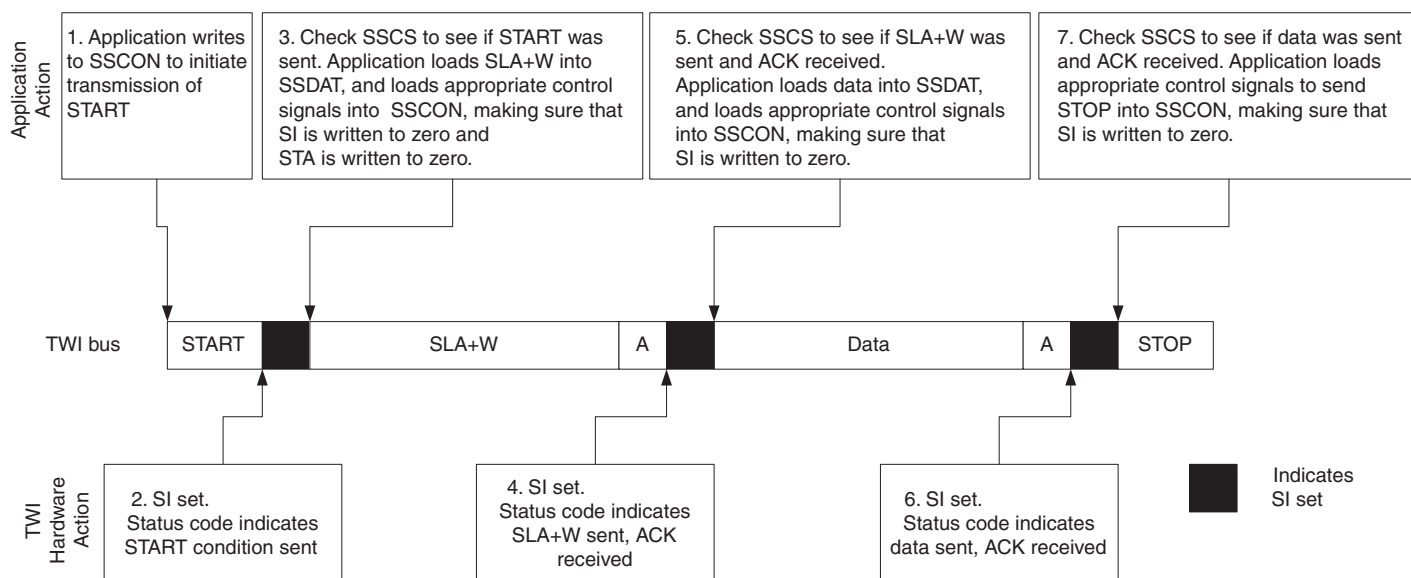 Application
Action
1. Application writes
to SSCON to initiate
transmission of
START
3. Check SSCS to see if START was
sent. Application loads SLA+W into
SSDAT, and loads appropriate control
signals into SSCON, making sure that
SI is written to zero and
STA is written to zero.
5. Check SSCS to see if SLA+W was
sent and ACK received.
Application loads data into SSDAT,
and loads appropriate control signals
into SSCON, making sure that
SI is written to zero.
7. Check SSCS to see if data was sent
and ACK received. Application loads
appropriate control signals to send
STOP into SSCON, making sure that
SI is written to zero.
TWI bus
START
SLA+W
A
Data
A
STOP
TWI
Hardware
Action
2. SI set.
Status code indicates
START condition sent
4. SI set.
Status code indicates
SLA+W sent, ACK
received
6. SI set.
Status code indicates
data sent, ACK received
Indicates
SI set